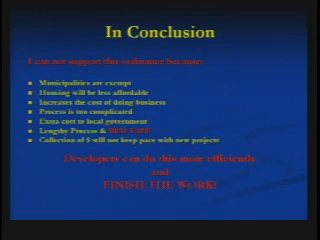 In Conclusion
I can not support this ordinance because:
Municipalities are exempt
Housing will be less affordable
Increases the cost of doing business
Process is too complicated
Extra cost to local government
Lengthy Process & RED TAPE
Collection of $ will not keep pace with new projects
Developers can do this more efficiently
and
FINISH THE WORK!